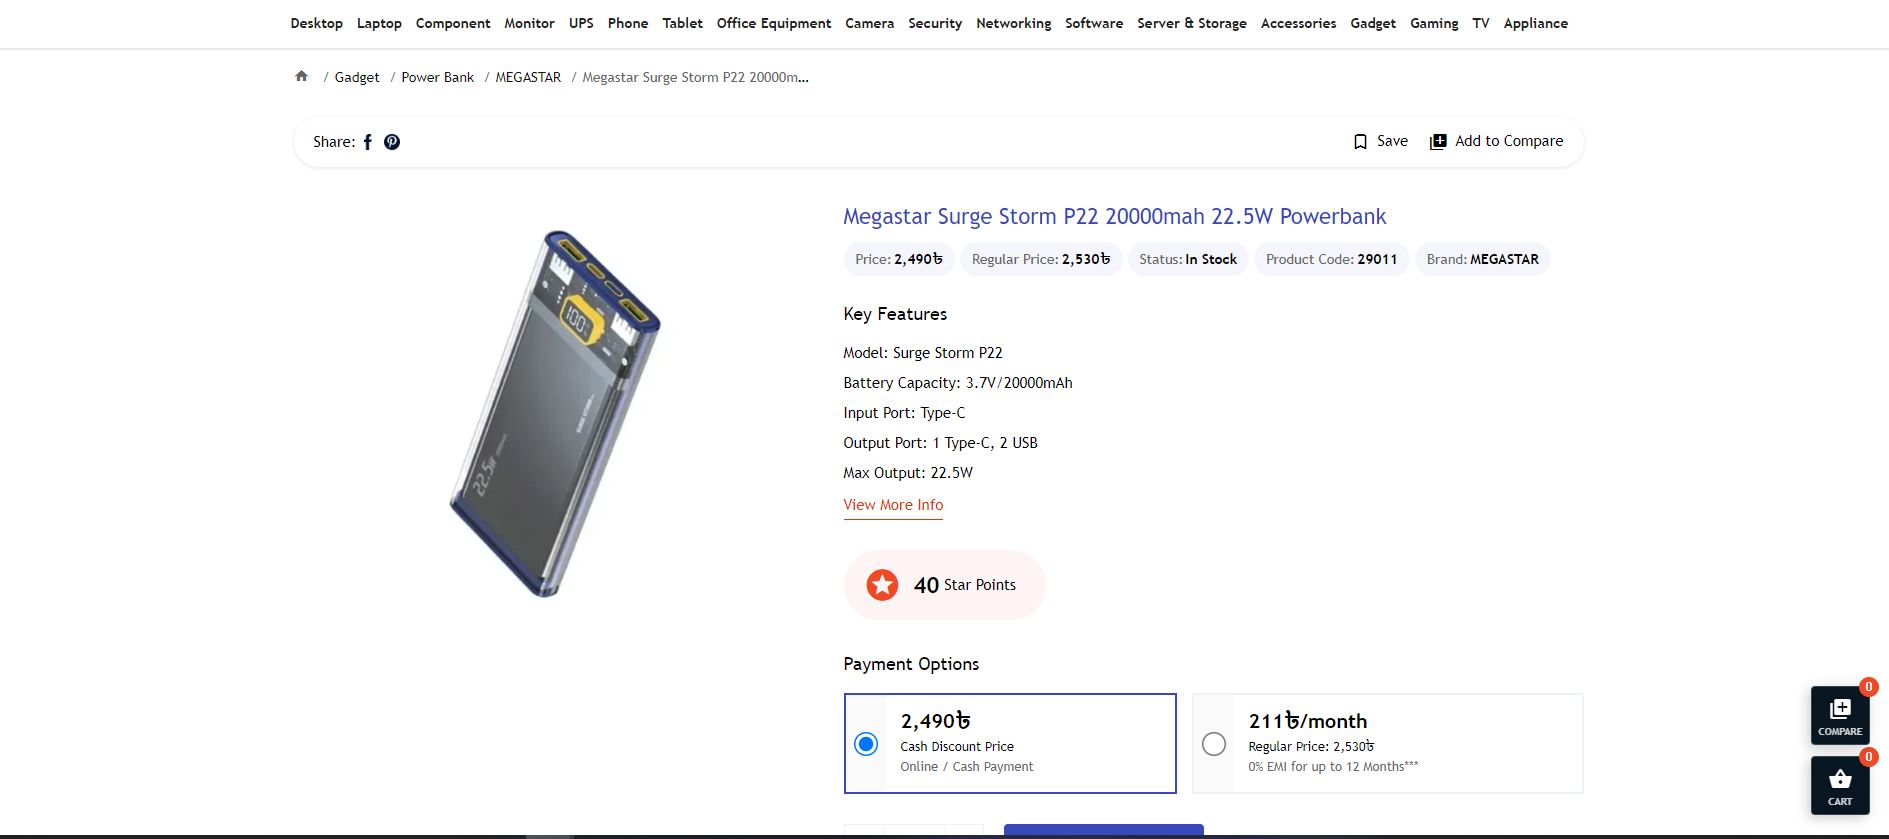 Desktop Laptop Component Monitor UPS Phone Tablet Office Equipment Camera Security Networking Software Server & Storage Accessories Gadget Gaming TV Appliance
/ Gadget / Power Bank / MEGASTAR / Megastar Surge Storm P22 20000m...
Share: Save Add to Compare
Megastar Surge Storm P22 20000mah 22.5W Powerbank
Price: 2,490৳ Regular Price: 2,530৳ Status: In Stock Product Code: 29011 Brand: MEGASTAR
100%
SURGE STORM
22.5W
Key Features
Model: Surge Storm P22
Battery Capacity: 3.7V/20000mAh
Input Port: Type-C
Output Port: 1 Type-C, 2 USB
Max Output: 22.5W
View More Info
40 Star Points
Payment Options
2,490৳
Cash Discount Price
Online / Cash Payment
211৳/month
Regular Price: 2,530৳
0% EMI for up to 12 Months***
0
COMPARE
0
CART